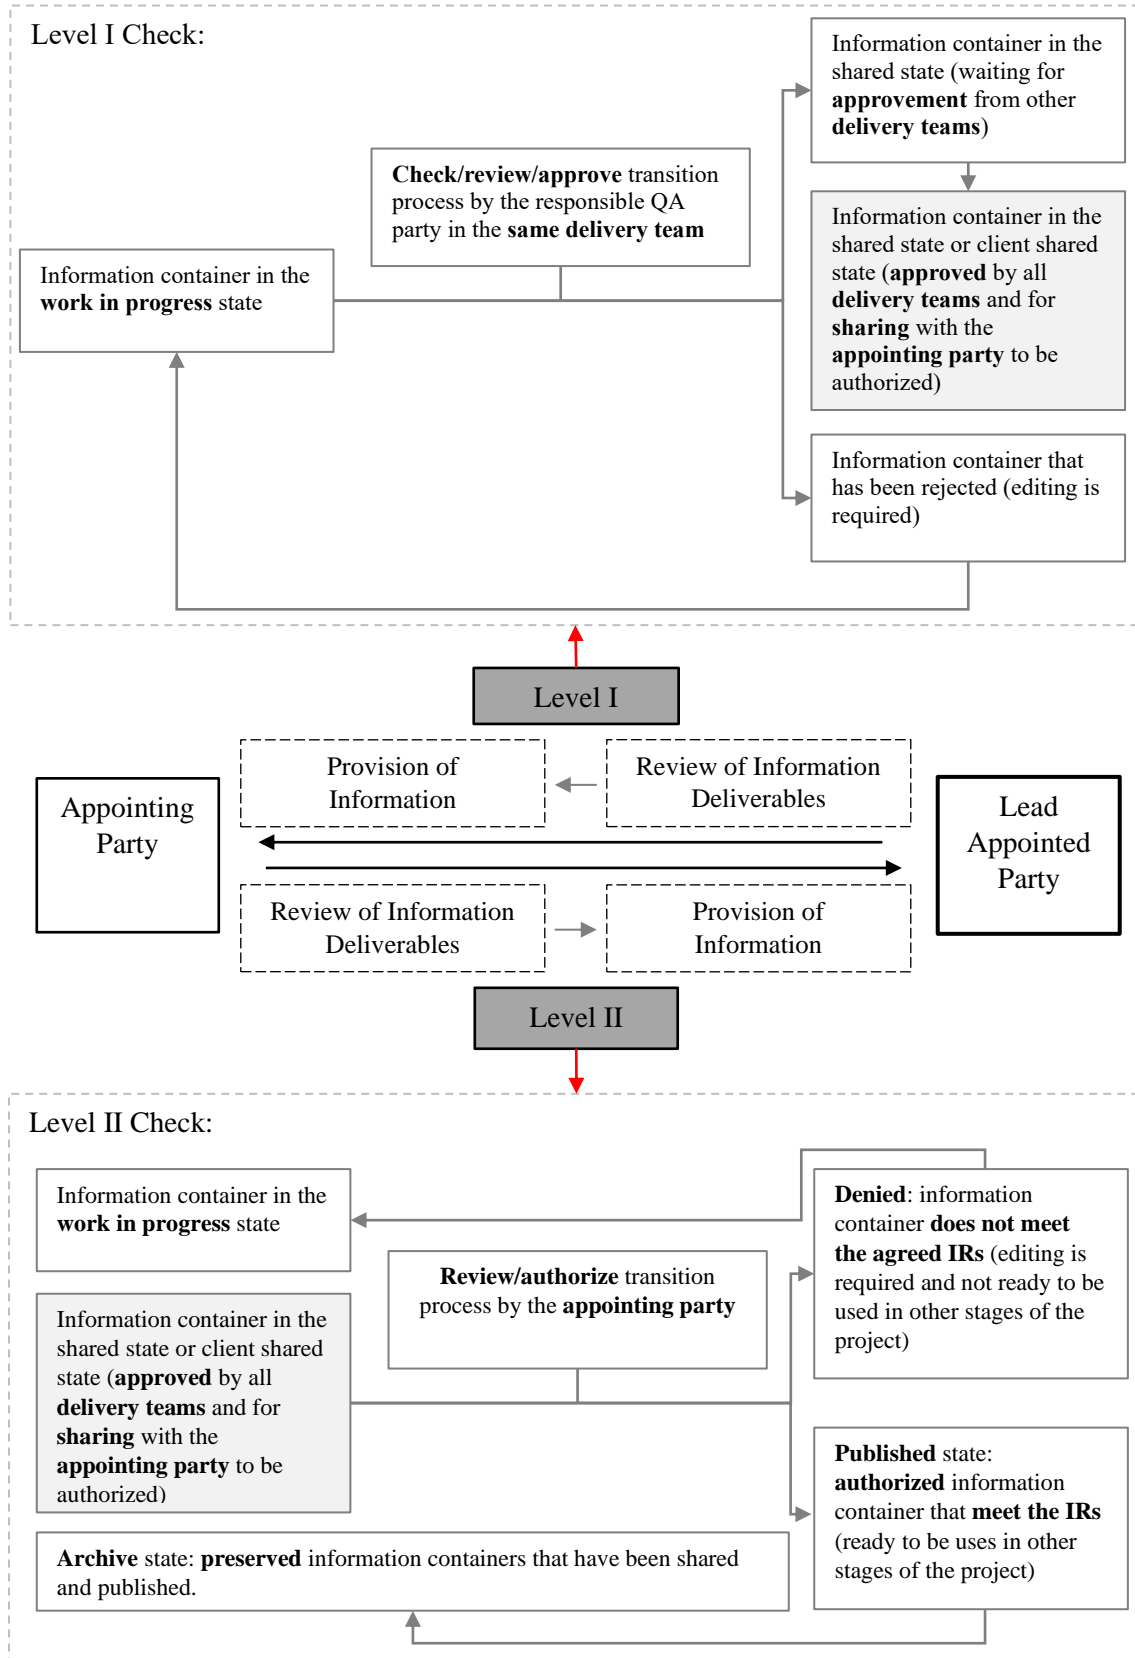 Level I Check:
Information container in the
shared state (waiting for
approvement from other
delivery teams)
Check/review/approve transition
process by the responsible QA
party in the same delivery team
Information container in the
work in progress state
Information container in the
shared state or client shared
state (approved by all
delivery teams and for
sharing with the
appointing party to be
authorized)
Information container that
has been rejected (editing is
required)
Level I
Provision of
Information
Review of Information
Deliverables
Appointing
Party
Lead
Appointed
Party
Review of Information
Deliverables
Provision of
Information
Level II
Level II Check:
Information container in the
work in progress state
Denied: information
container does not meet
the agreed IRs (editing is
required and not ready to be
used in other stages of the
project)
Review/authorize transition
process by the appointing party
Information container in the
shared state or client shared
state (approved by all
delivery teams and for
sharing with the
appointing party to be
authorized)
Published state:
authorized information
container that meet the IRs
(ready to be uses in other
stages of the project)
Archive state: preserved information containers that have been shared
and published.